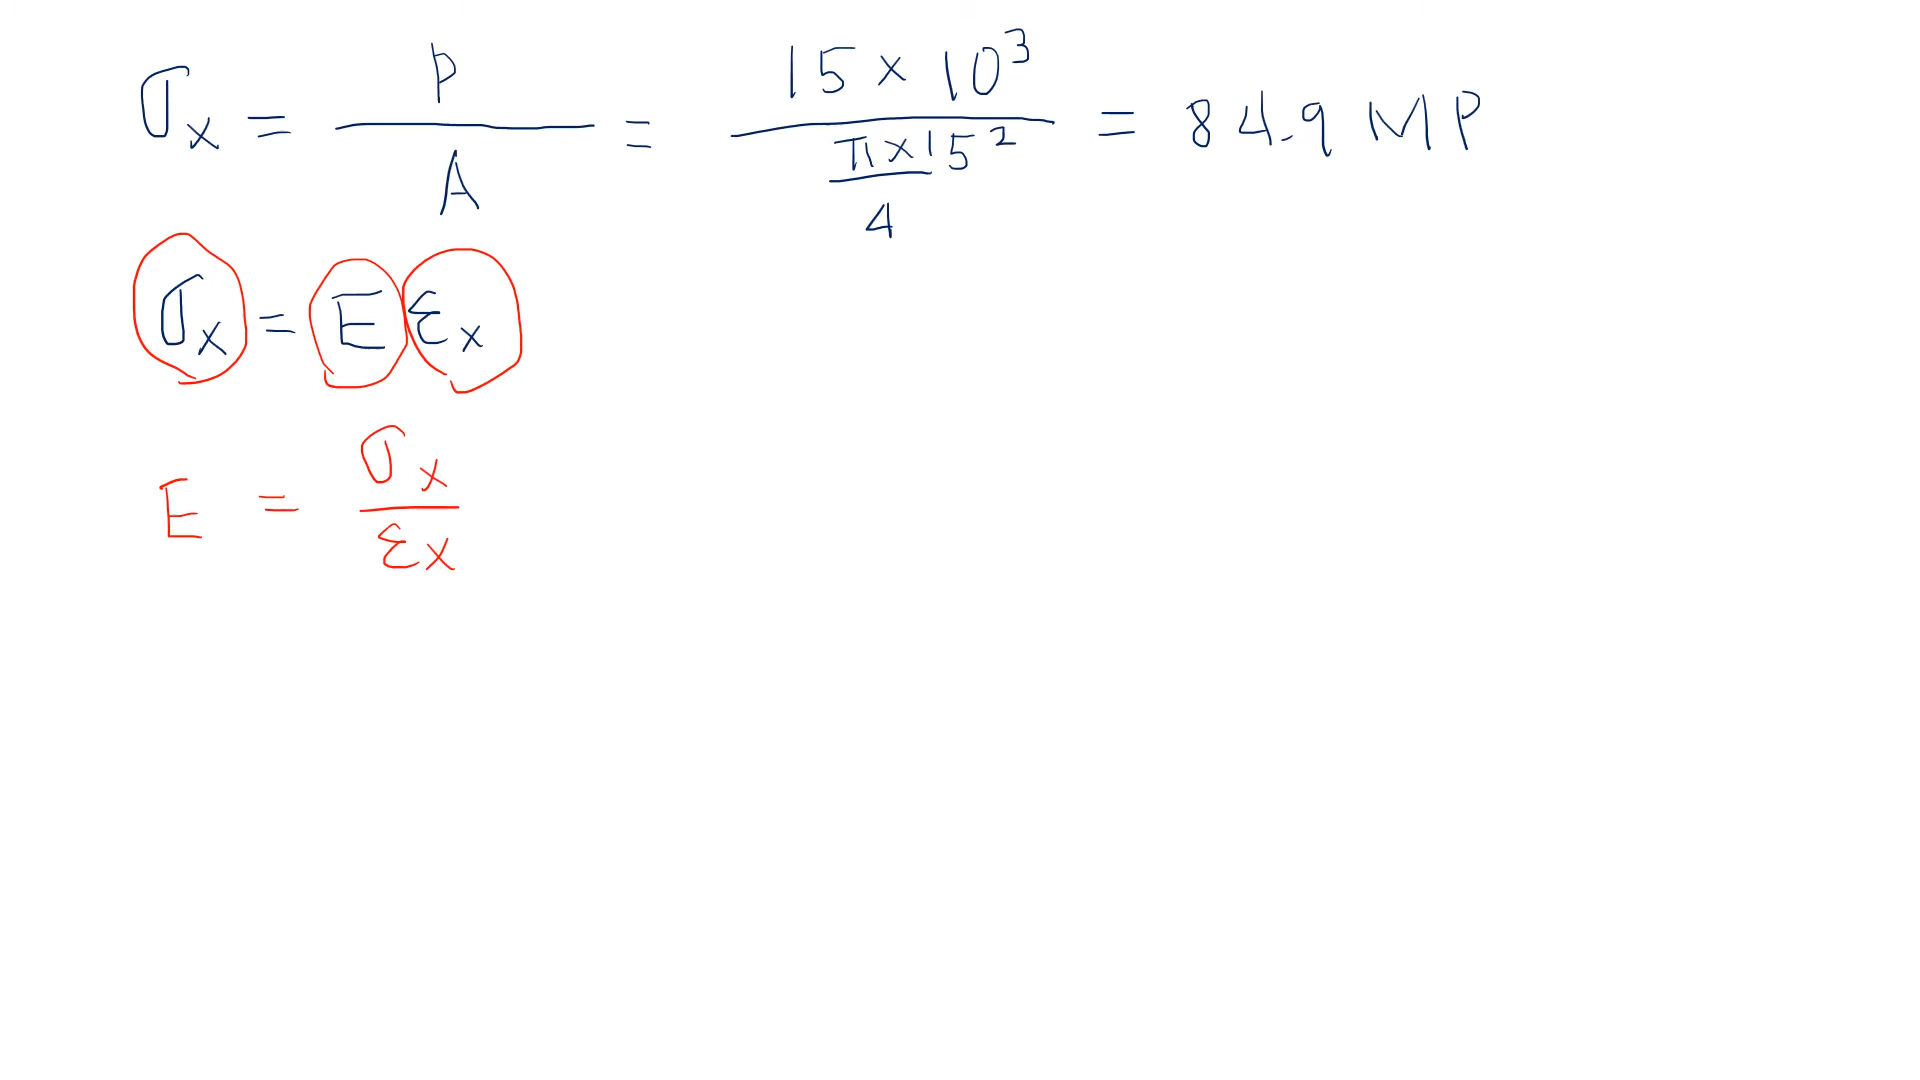 σx = P/A = 15 × 10³ / (π × 15² / 4) = 84.9 MP
σx = E εx
E = σx / εx